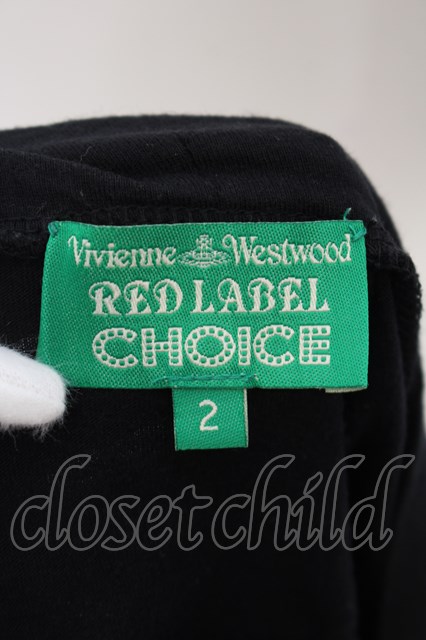 Vivienne Westwood
RED LABEL
CHOICE
2
closetchild